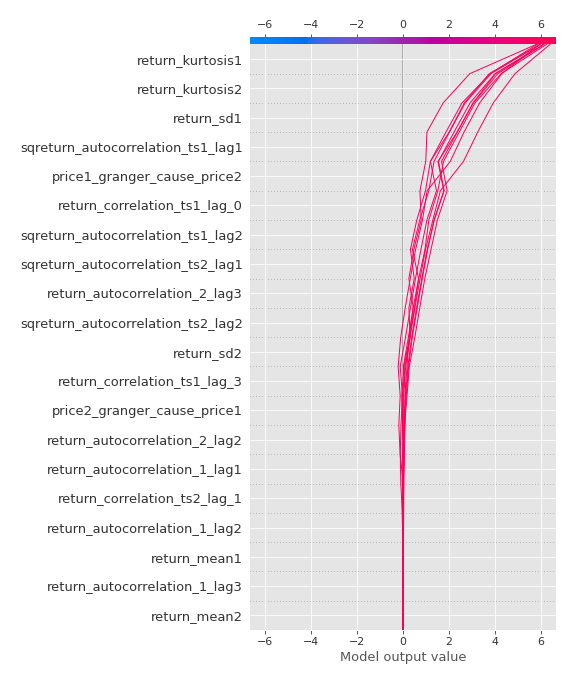 −6 −4 −2 0 2 4 6
return_kurtosis1
return_kurtosis2
return_sd1
sqreturn_autocorrelation_ts1_lag1
price1_granger_cause_price2
return_correlation_ts1_lag_0
sqreturn_autocorrelation_ts1_lag2
sqreturn_autocorrelation_ts2_lag1
return_autocorrelation_2_lag3
sqreturn_autocorrelation_ts2_lag2
return_sd2
return_correlation_ts1_lag_3
price2_granger_cause_price1
return_autocorrelation_2_lag2
return_autocorrelation_1_lag1
return_correlation_ts2_lag_1
return_autocorrelation_1_lag2
return_mean1
return_autocorrelation_1_lag3
return_mean2
−6 −4 −2 0 2 4 6
Model output value